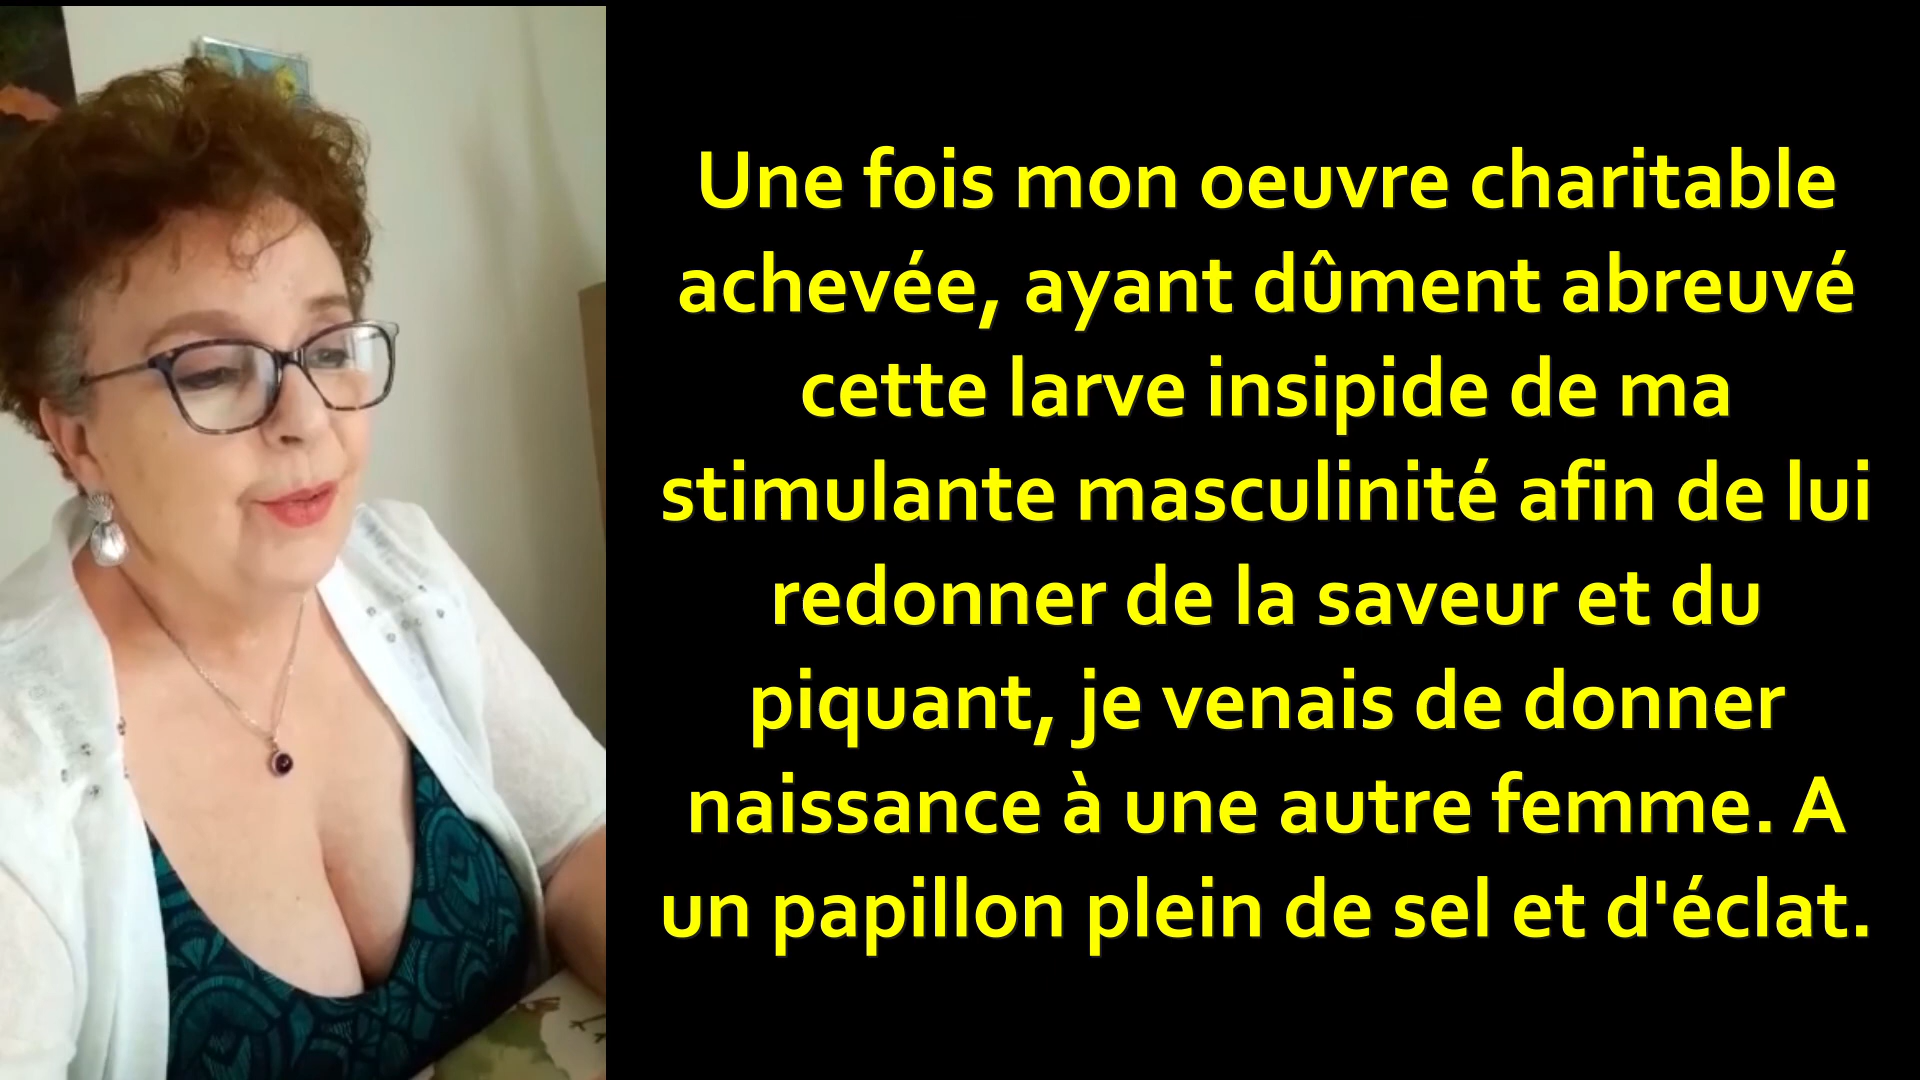 Une fois mon oeuvre charitable
achevée, ayant dûment abreuvé
cette larve insipide de ma
stimulante masculinité afin de lui
redonner de la saveur et du
piquant, je venais de donner
naissance à une autre femme. A
un papillon plein de sel et d'éclat.